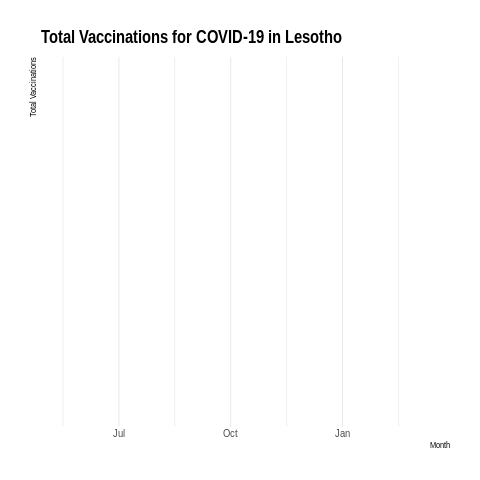 Total Vaccinations for COVID-19 in Lesotho
Total Vaccinations
Jul
Oct
Jan
Month